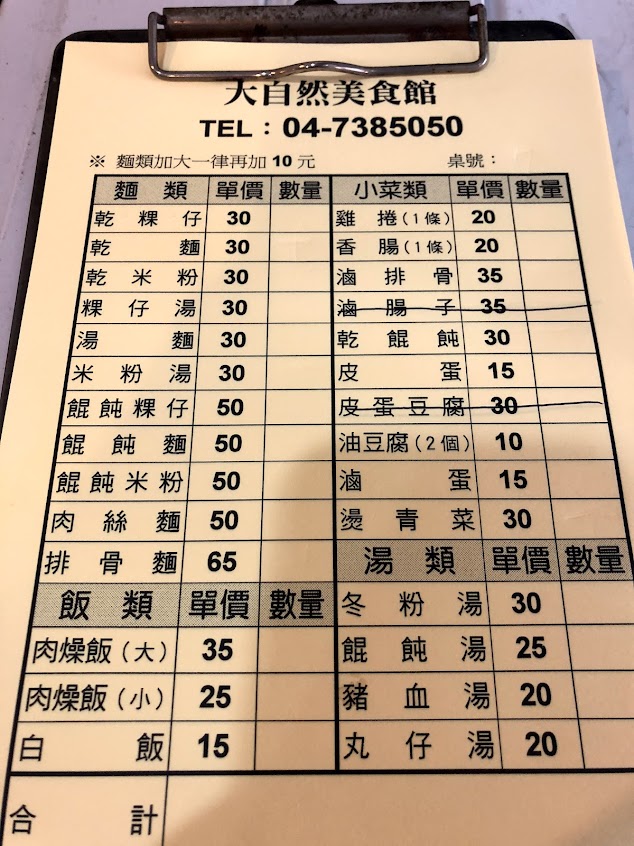 大自然美食館
TEL：04-7385050
※ 麵類加大一律再加 10 元 桌號：
麵類 單價 數量 小菜類 單價 數量
乾粿仔 30 雞捲（1條） 20
乾麵 30 香腸（1條） 20
乾米粉 30 滷排骨 35
粿仔湯 30 滷腸子 35
湯麵 30 乾餛飩 30
米粉湯 30 皮蛋 15
餛飩粿仔 50 皮蛋豆腐 30
餛飩麵 50 油豆腐（2個） 10
餛飩米粉 50 滷蛋 15
肉絲麵 50 燙青菜 30
排骨麵 65 湯類 單價 數量
飯類 單價 數量 冬粉湯 30
肉燥飯（大） 35 餛飩湯 25
肉燥飯（小） 25 豬血湯 20
白飯 15 丸仔湯 20
合計